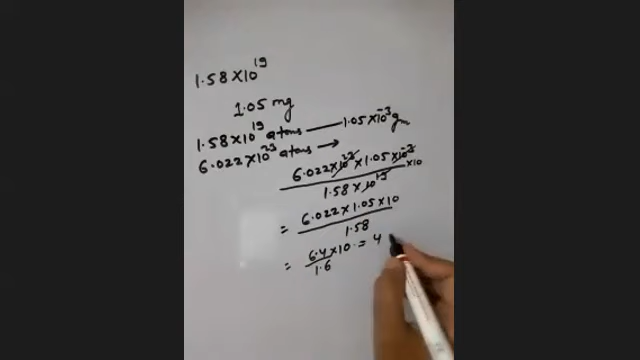 1.58×10^19
1.05 mg
1.58×10^19 atoms — 1.05×10^-3 gm
6.022×10^23 atoms →
6.022×10^23 ×1.05×10^-3
1.58×10^19 ×10
= 6.022×1.05×10
1.58
= 6.4×10 = 4
1.6